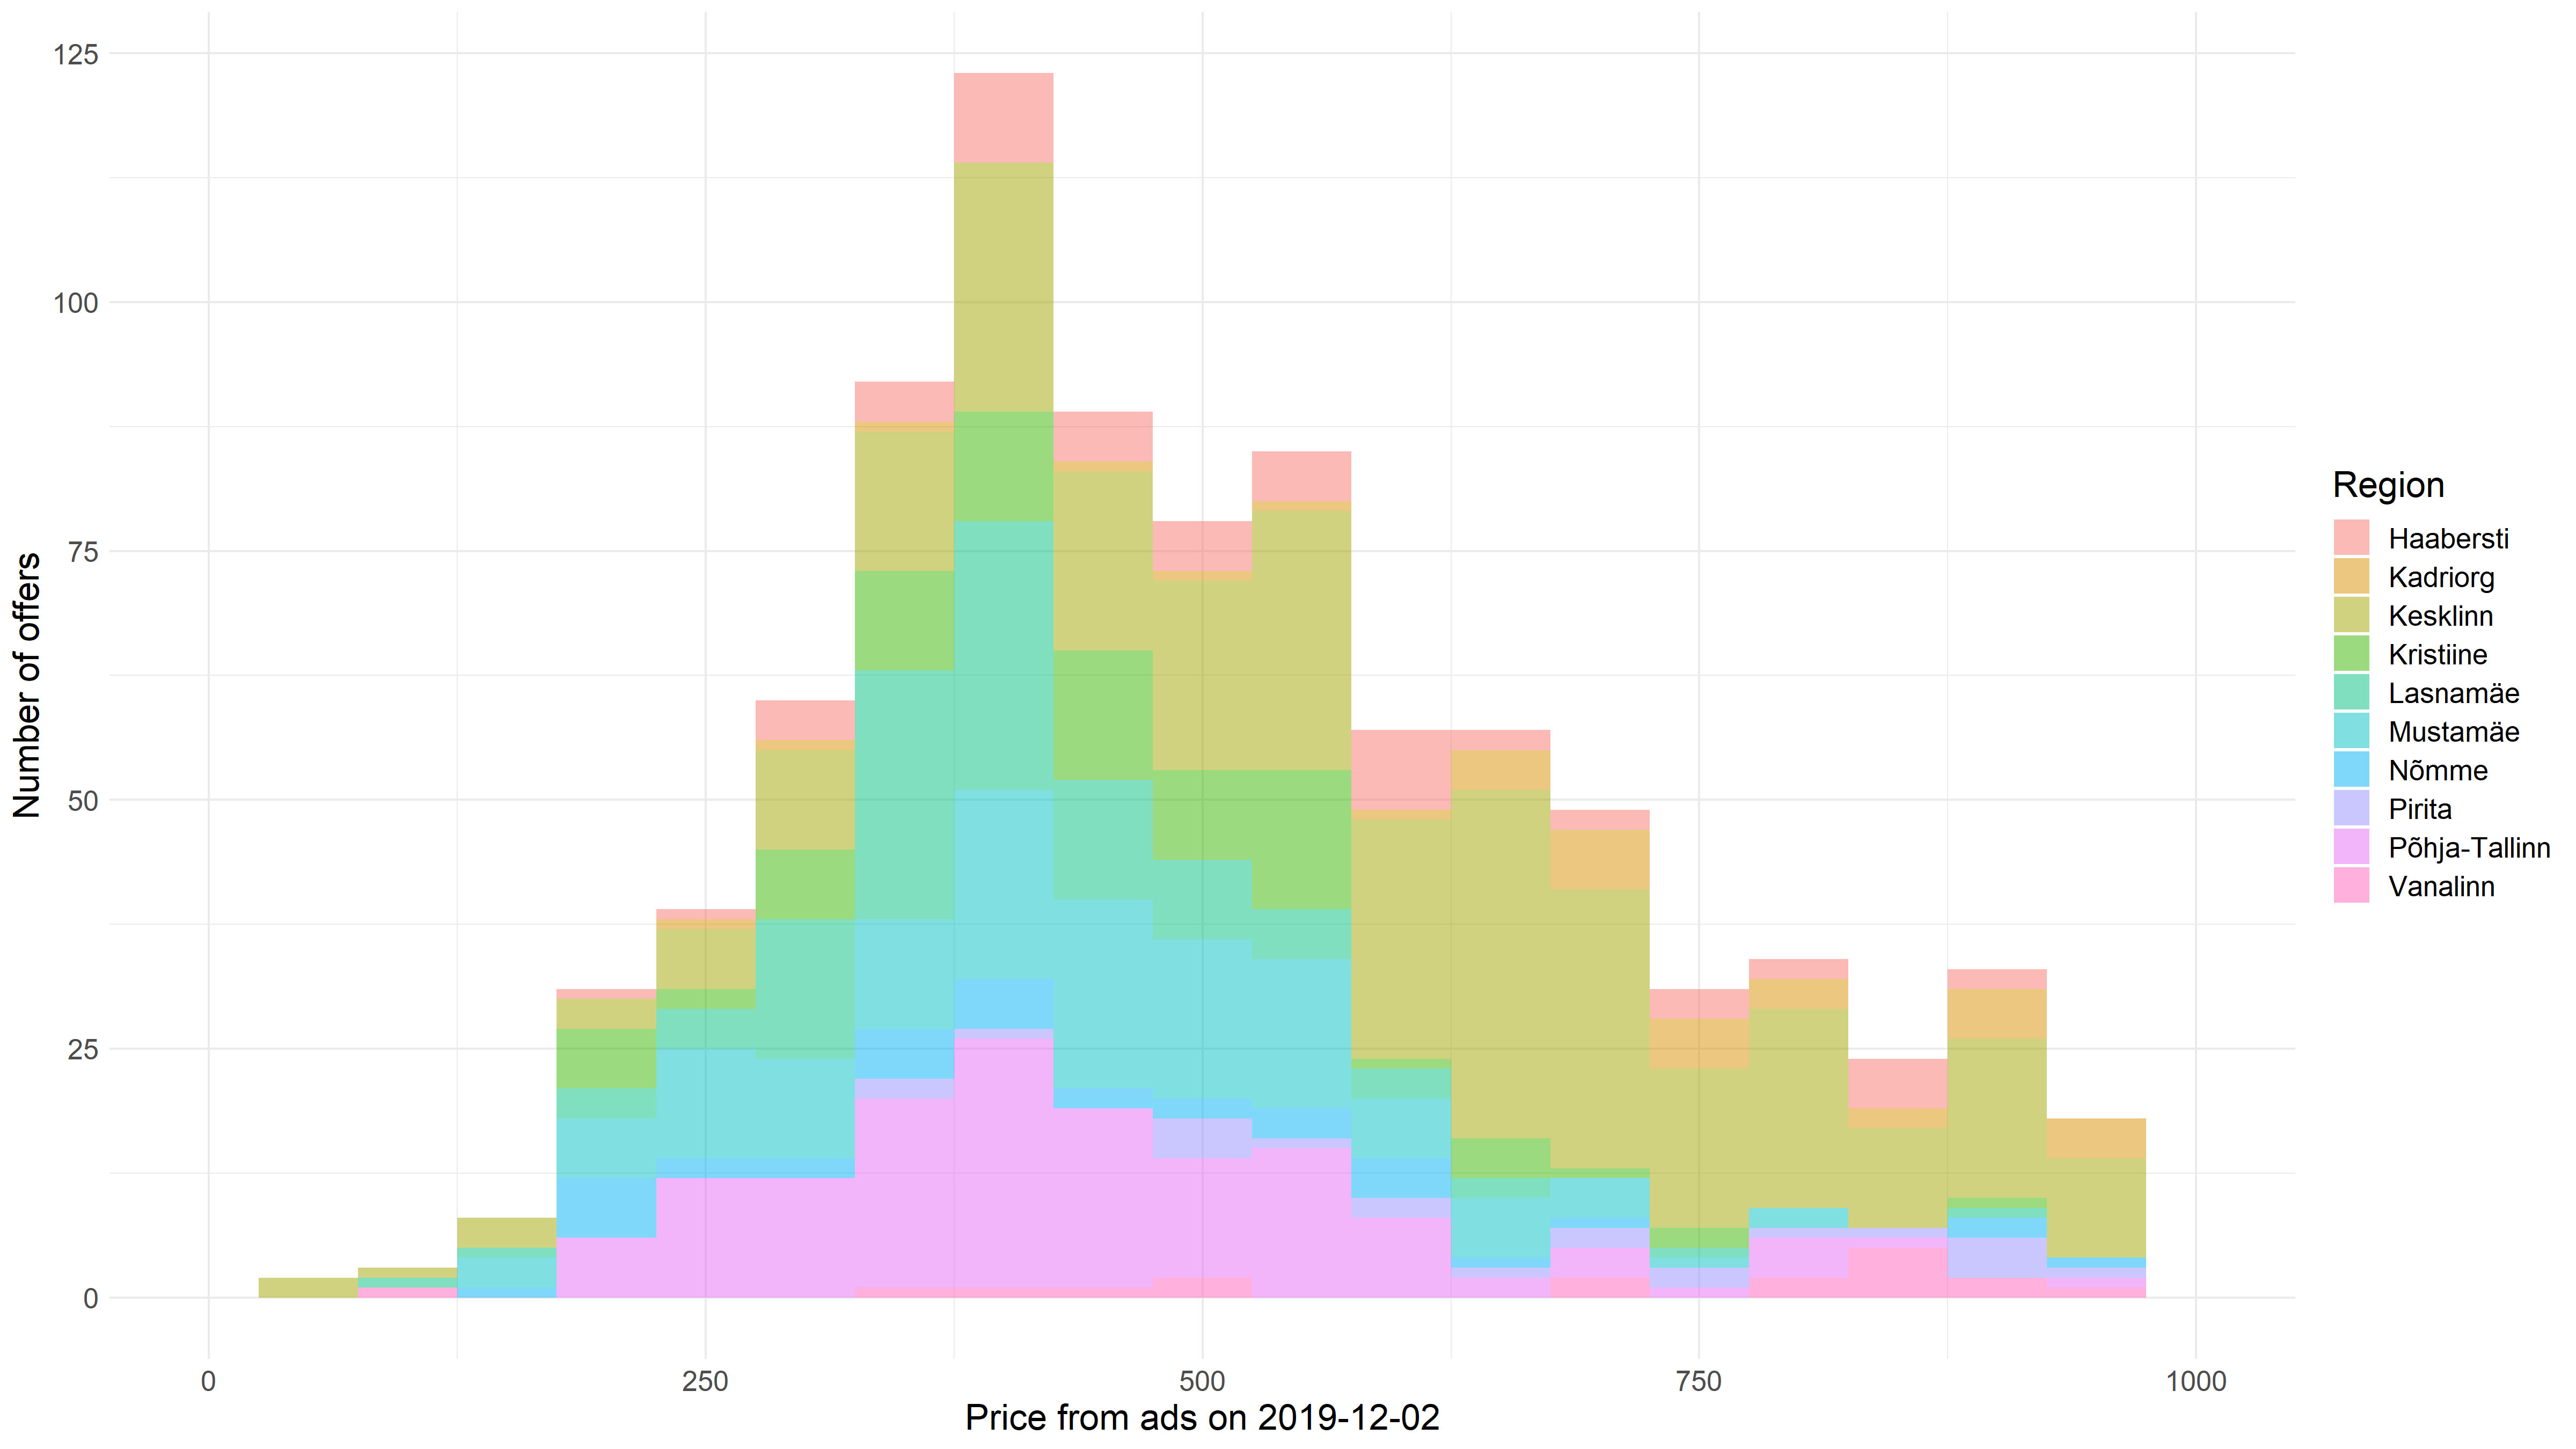 125
100
75
50
25
0
Number of offers
0 250 500 750 1000
Price from ads on 2019-12-02
Region
Haabersti
Kadriorg
Kesklinn
Kristiine
Lasnamäe
Mustamäe
Nõmme
Pirita
Põhja-Tallinn
Vanalinn